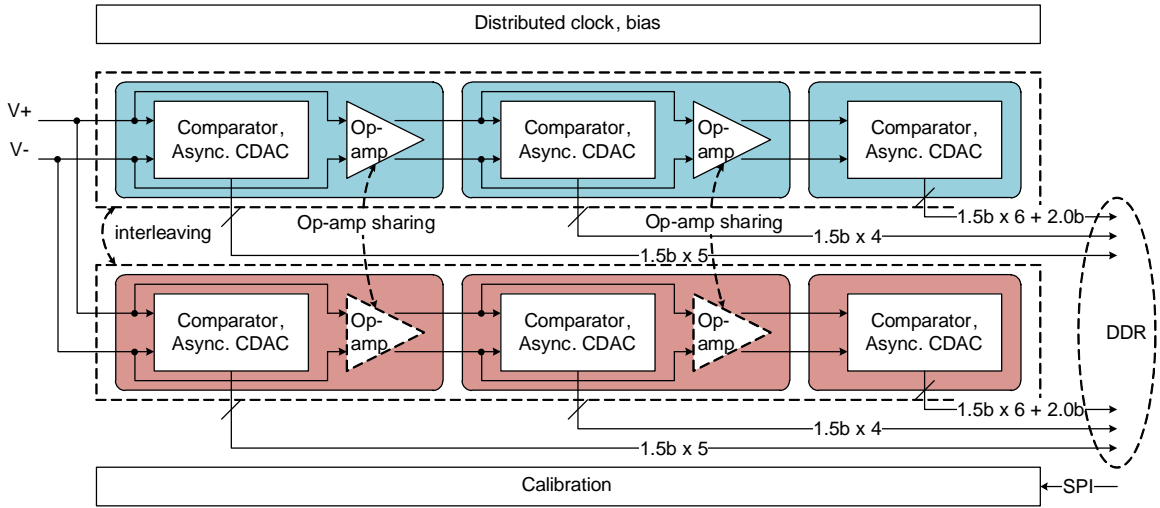 Distributed clock, bias
V+
V-
Comparator,
Async. CDAC
Op-
amp
Comparator,
Async. CDAC
Op-
amp
Comparator,
Async. CDAC
interleaving
Op-amp sharing
Op-amp sharing
1.5b x 6 + 2.0b
1.5b x 4
1.5b x 5
Comparator,
Async. CDAC
Op-
amp
Comparator,
Async. CDAC
Op-
amp
Comparator,
Async. CDAC
DDR
1.5b x 6 + 2.0b
1.5b x 4
1.5b x 5
Calibration
SPI